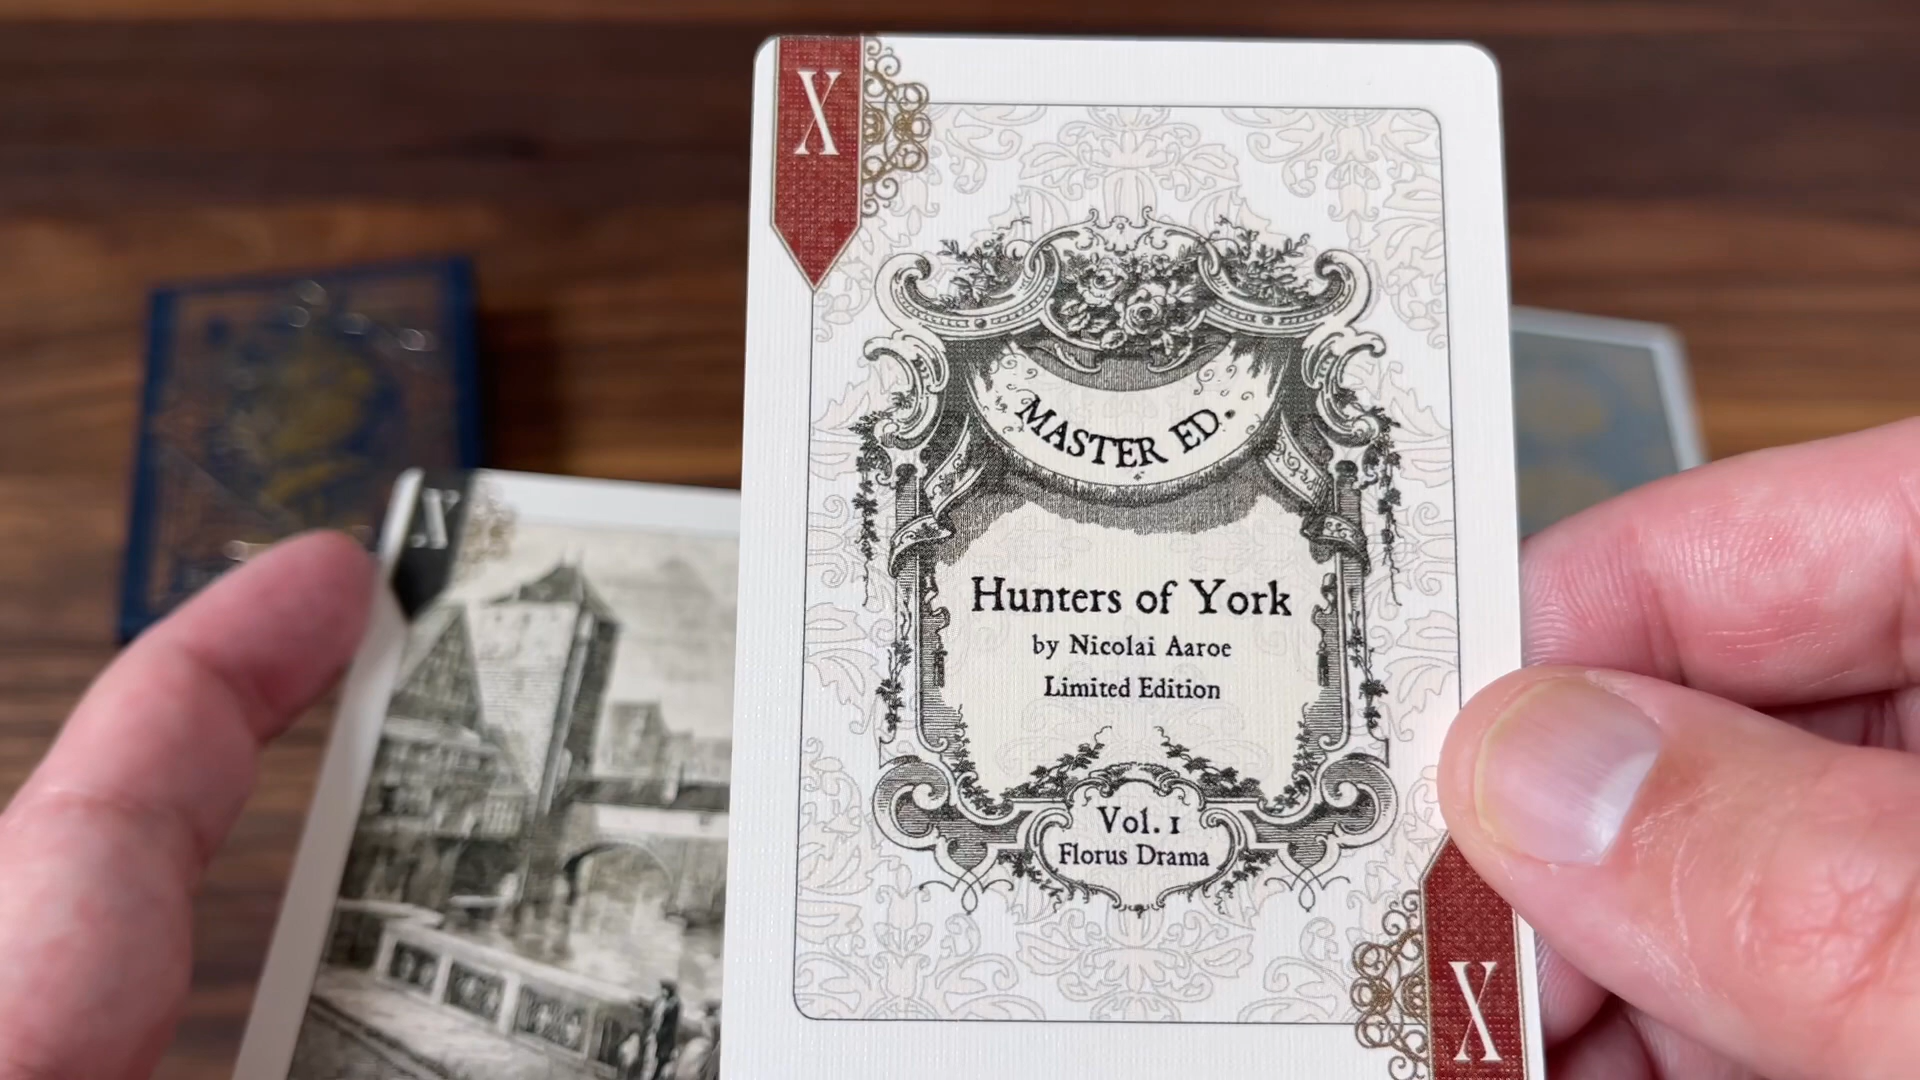 X
MASTER ED.
Hunters of York
by Nicolai Aaroe
Limited Edition
Vol. 1
Florus Drama
X
X